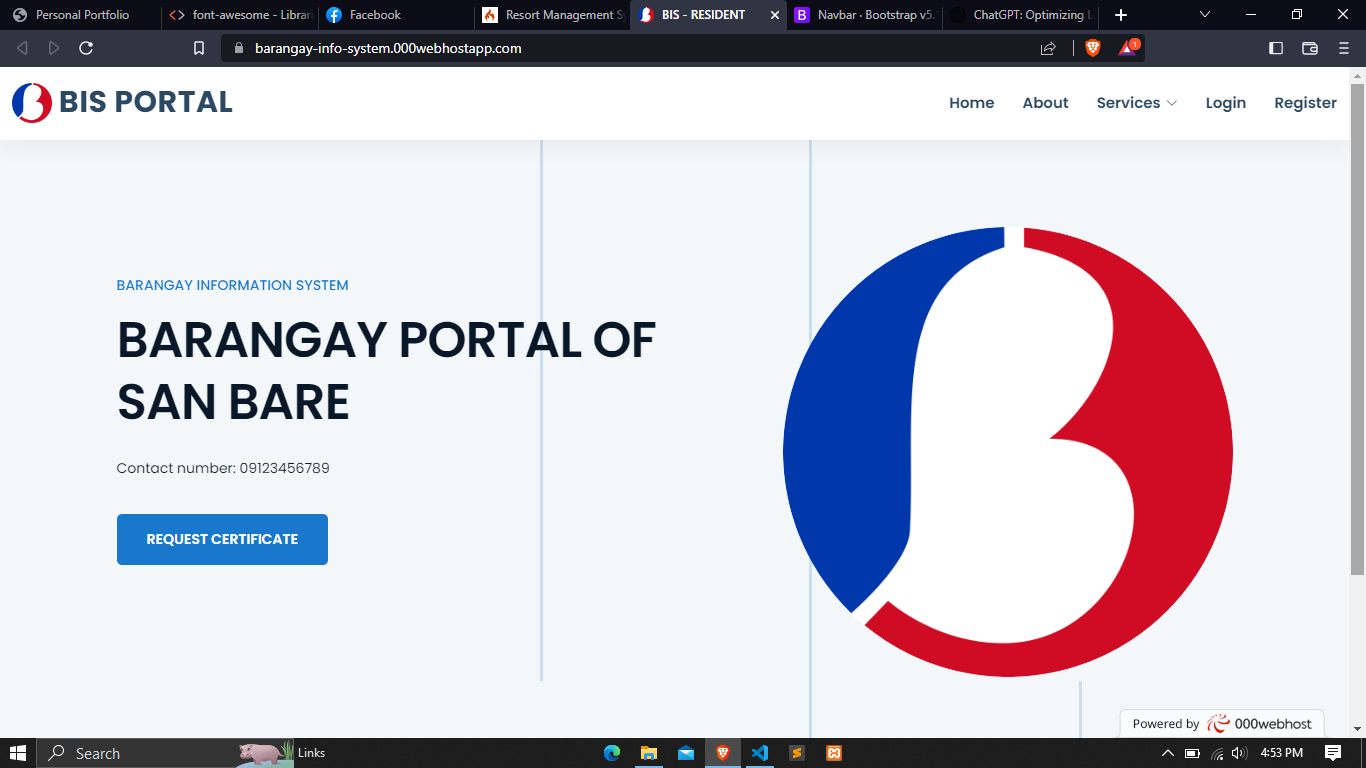 Personal Portfolio
font-awesome - Librari
Facebook
Resort Management Sy
BIS - RESIDENT
Navbar · Bootstrap v5.
ChatGPT: Optimizing L
barangay-info-system.000webhostapp.com
1
BIS PORTAL
Home
About
Services
Login
Register
BARANGAY INFORMATION SYSTEM
BARANGAY PORTAL OF
SAN BARE
Contact number: 09123456789
REQUEST CERTIFICATE
Powered by 000webhost
Search
Links
4:53 PM